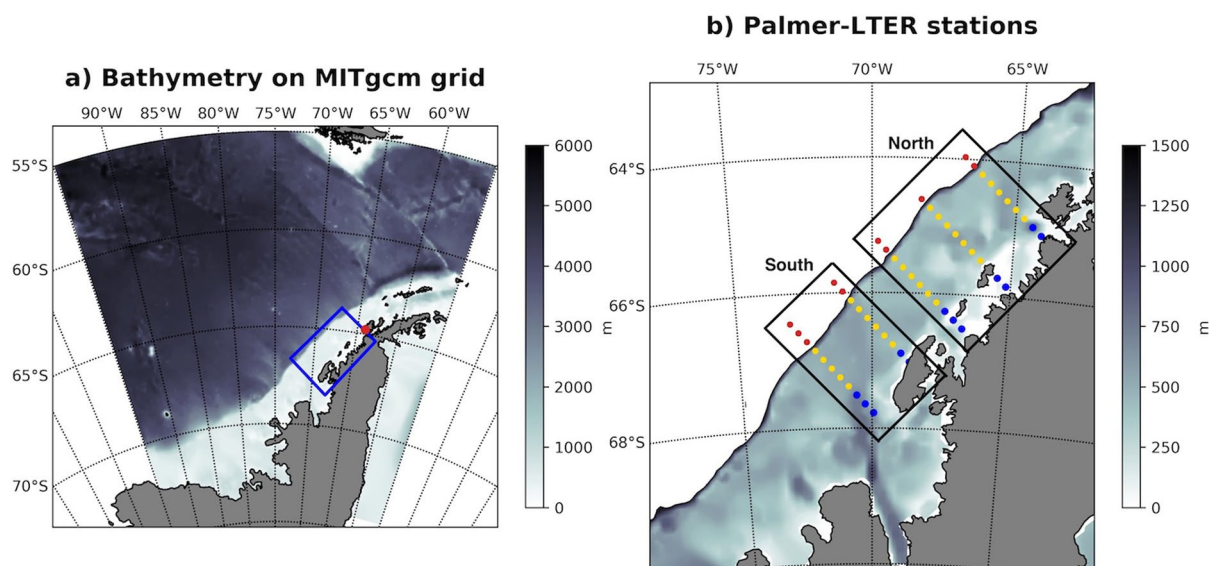 b) Palmer-LTER stations
a) Bathymetry on MITgcm grid
75°W 70°W 65°W
90°W 85°W 80°W 75°W 70°W 65°W 60°W
55°S
60°S
65°S
70°S
6000
5000
4000
3000
2000
1000
0
m
64°S
66°S
68°S
North
South
1500
1250
1000
750
500
250
0
m